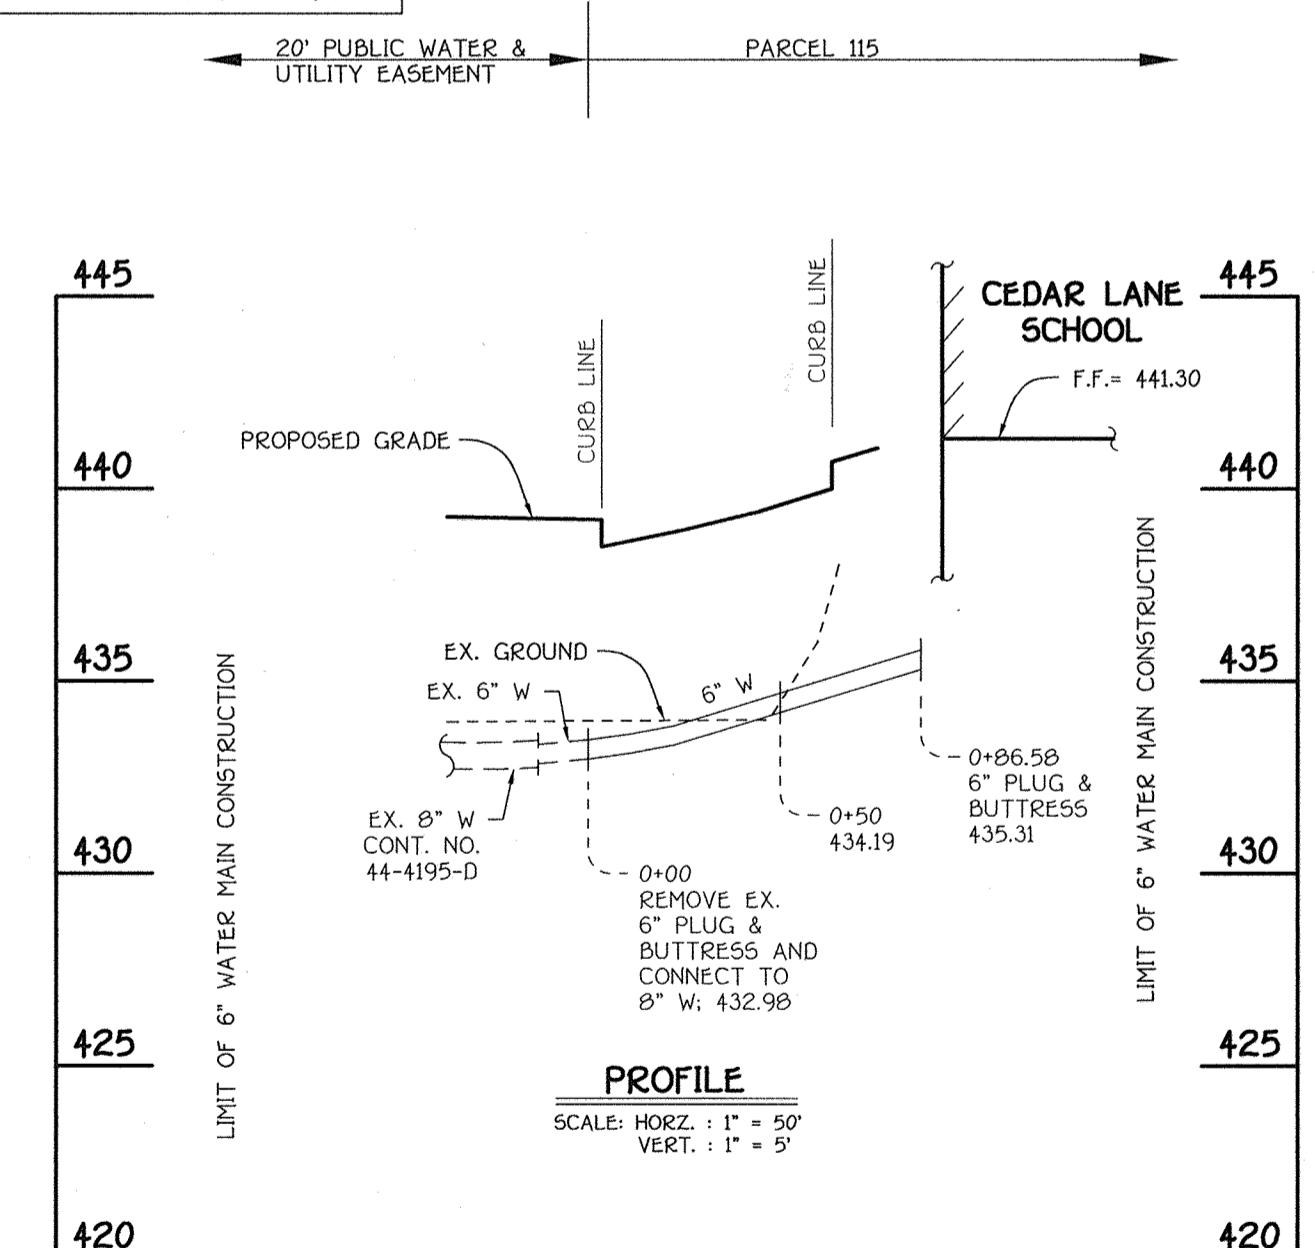 20' PUBLIC WATER &
UTILITY EASEMENT
PARCEL 115
445
445
CEDAR LANE
SCHOOL
F.F.= 441.30
CURB LINE
CURB LINE
PROPOSED GRADE
440
440
EX. GROUND
435
435
EX. 6" W
6" W
0+86.58
6" PLUG &
BUTTRESS
435.31
0+50
434.19
EX. 8" W
CONT. NO.
44-4195-D
430
430
0+00
REMOVE EX.
6" PLUG &
BUTTRESS AND
CONNECT TO
8" W; 432.98
LIMIT OF 6" WATER MAIN CONSTRUCTION
LIMIT OF 6" WATER MAIN CONSTRUCTION
425
425
PROFILE
SCALE: HORZ. : 1" = 50'
VERT. : 1" = 5'
420
420